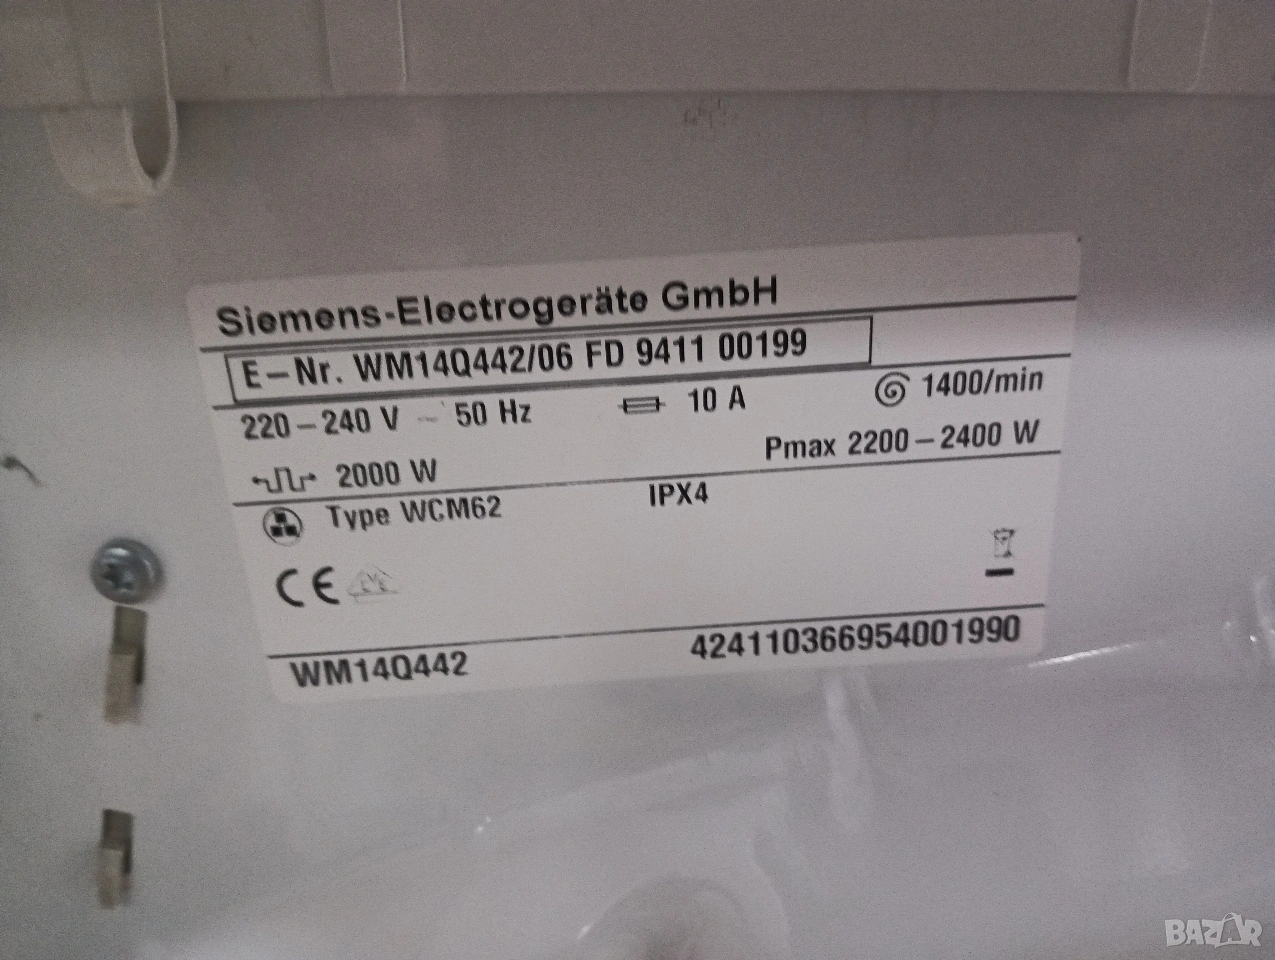 Siemens-Electrogeräte GmbH
E-Nr. WM14Q442/06 FD 9411 00199
220-240 V ~ 50 Hz 10 A 1400/min
2000 W Pmax 2200-2400 W
Type WCM62 IPX4
CE
WM14Q442 424110366954001990
BAZAR